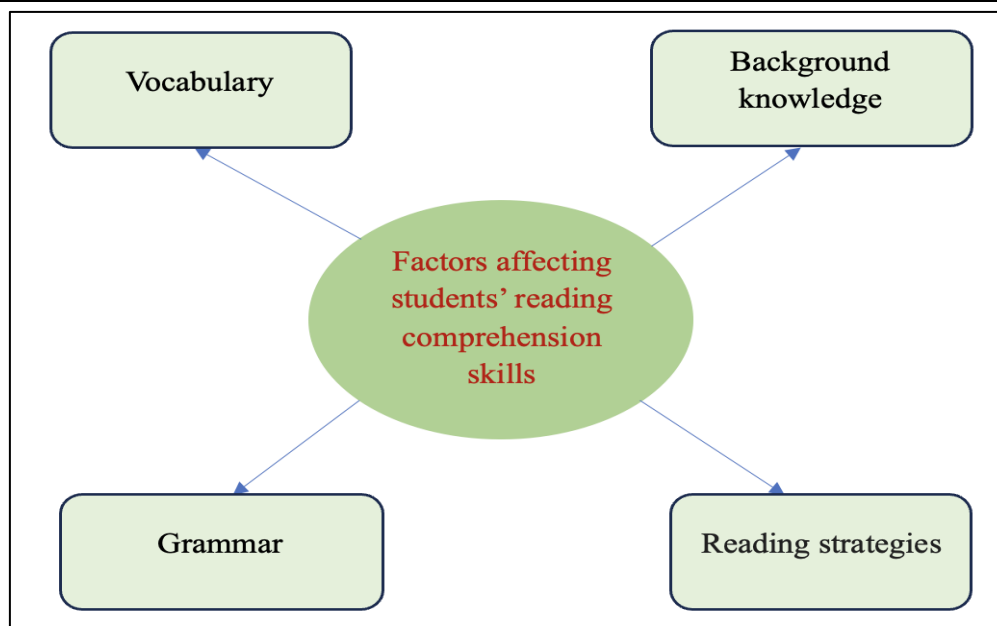 Vocabulary
Background
knowledge
Factors affecting
students’ reading
comprehension
skills
Grammar
Reading strategies